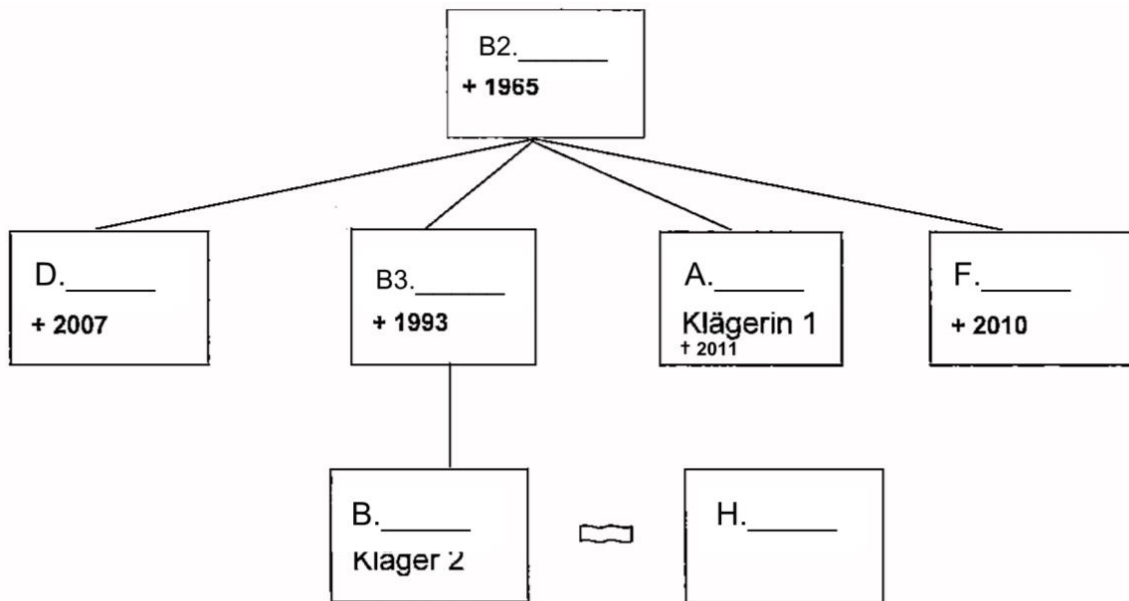 B2.______
+ 1965
D.______
+ 2007
B3.______
+ 1993
A.______
Klägerin 1
† 2011
F.______
+ 2010
B.______
Kläger 2
H.______